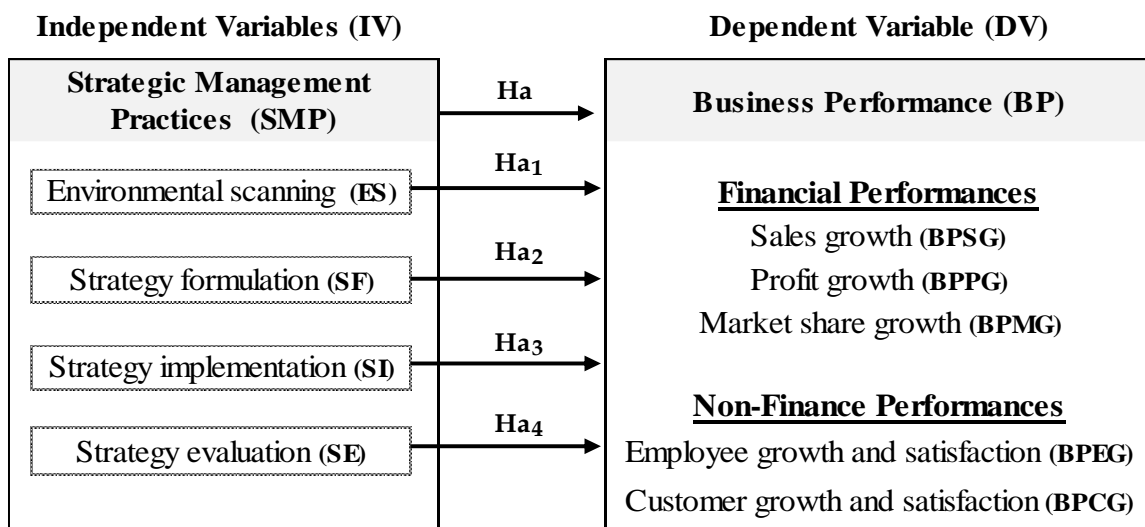 Independent Variables (IV)
Strategic Management
Practices (SMP)
Environmental scanning (ES)
Strategy formulation (SF)
Strategy implementation (SI)
Strategy evaluation (SE)
Ha
Ha1
Ha2
Ha3
Ha4
Dependent Variable (DV)
Business Performance (BP)
Financial Performances
Sales growth (BPSG)
Profit growth (BPPG)
Market share growth (BPMG)
Non-Finance Performances
Employee growth and satisfaction (BPEG)
Customer growth and satisfaction (BPCG)